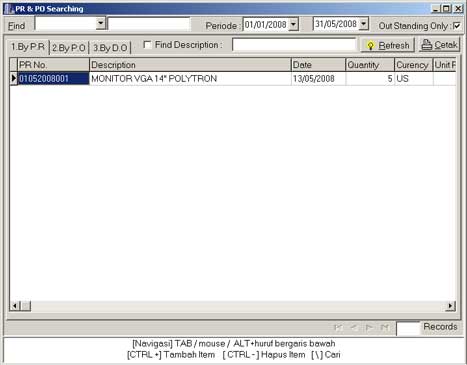 PR & PO Searching
Find Periode : 01/01/2008 31/05/2008 Out Standing Only :
1.By P.R 2.By P.O 3.By D.O Find Description : Refresh Cetak
PR No. Description Date Quantity Curency Unit P
01052008001 MONITOR VGA 14" POLYTRON 13/05/2008 5 US
Records
[Navigasi] TAB / mouse / ALT+huruf bergaris bawah
[CTRL +] Tambah Item [ CTRL -] Hapus Item [ \ ] Cari